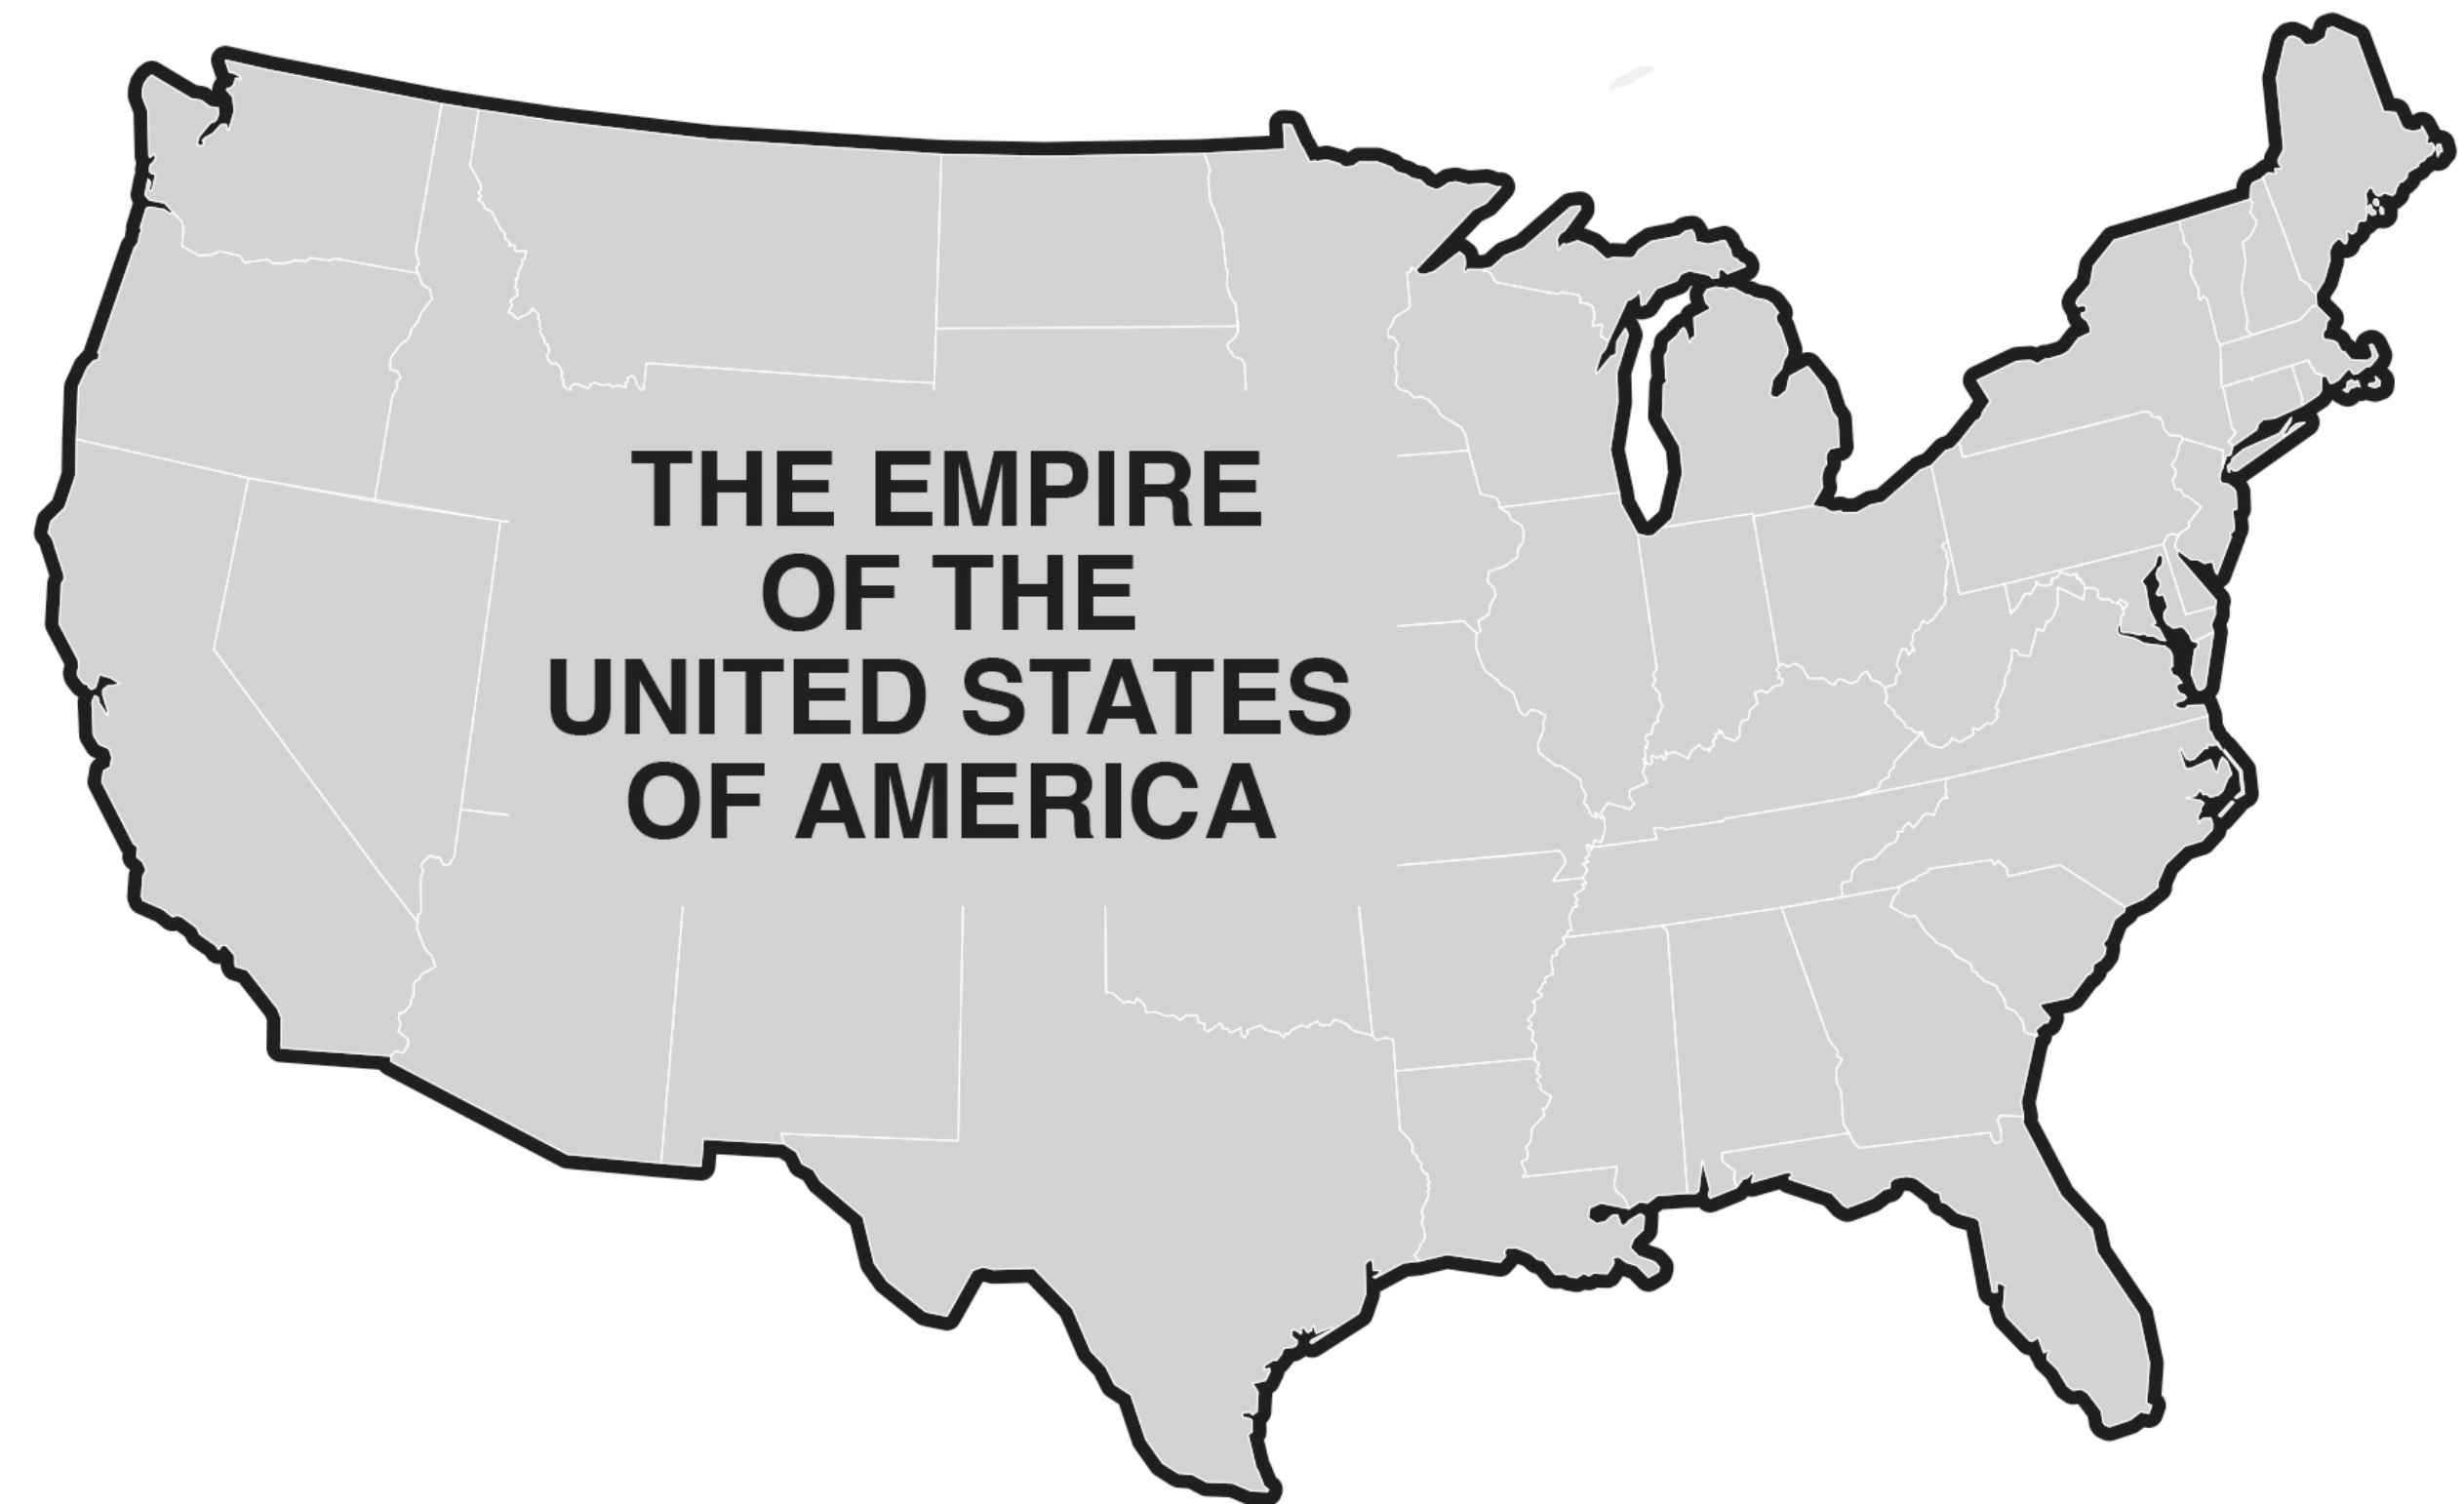 THE EMPIRE
OF THE
UNITED STATES
OF AMERICA